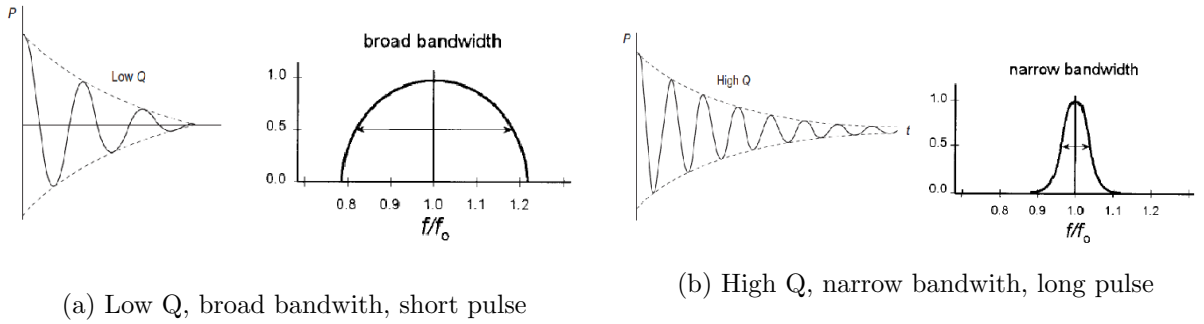 P
Low Q
broad bandwidth
1.0
0.5
0.0
0.8 0.9 1.0 1.1 1.2
f/fo
(a) Low Q, broad bandwith, short pulse
P
High Q
t
narrow bandwidth
1.0
0.5
0.0
0.8 0.9 1.0 1.1 1.2
f/fo
(b) High Q, narrow bandwith, long pulse